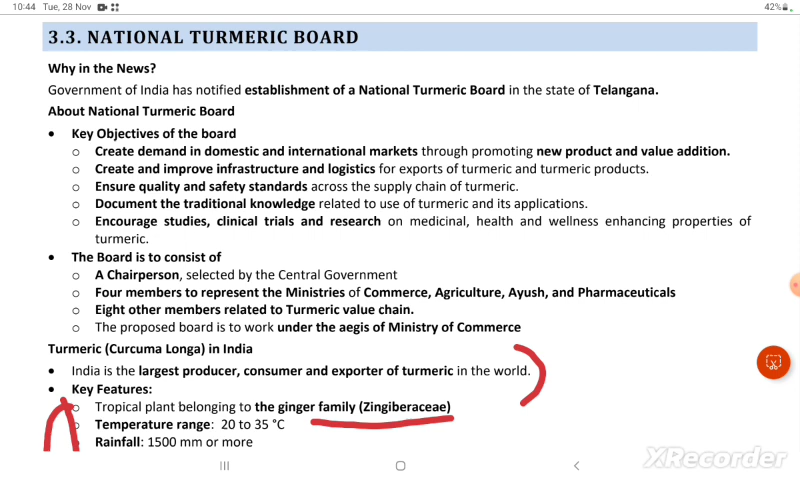 10:44 Tue, 28 Nov
42%
3.3. NATIONAL TURMERIC BOARD
Why in the News?
Government of India has notified establishment of a National Turmeric Board in the state of Telangana.
About National Turmeric Board
• Key Objectives of the board
o Create demand in domestic and international markets through promoting new product and value addition.
o Create and improve infrastructure and logistics for exports of turmeric and turmeric products.
o Ensure quality and safety standards across the supply chain of turmeric.
o Document the traditional knowledge related to use of turmeric and its applications.
o Encourage studies, clinical trials and research on medicinal, health and wellness enhancing properties of
turmeric.
• The Board is to consist of
o A Chairperson, selected by the Central Government
o Four members to represent the Ministries of Commerce, Agriculture, Ayush, and Pharmaceuticals
o Eight other members related to Turmeric value chain.
o The proposed board is to work under the aegis of Ministry of Commerce
Turmeric (Curcuma Longa) in India
• India is the largest producer, consumer and exporter of turmeric in the world.
• Key Features:
o Tropical plant belonging to the ginger family (Zingiberaceae)
o Temperature range: 20 to 35 °C
o Rainfall: 1500 mm or more
XRecorder